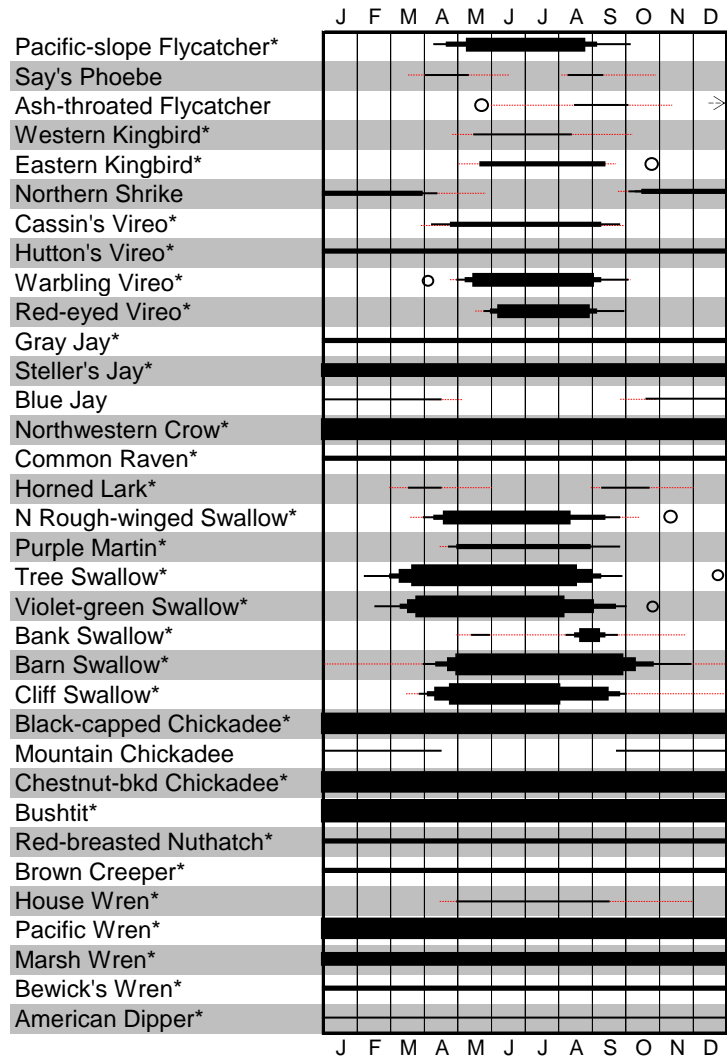 J F M A M J J A S O N D
Pacific-slope Flycatcher*
Say's Phoebe
Ash-throated Flycatcher
Western Kingbird*
Eastern Kingbird*
Northern Shrike
Cassin's Vireo*
Hutton's Vireo*
Warbling Vireo*
Red-eyed Vireo*
Gray Jay*
Steller's Jay*
Blue Jay
Northwestern Crow*
Common Raven*
Horned Lark*
N Rough-winged Swallow*
Purple Martin*
Tree Swallow*
Violet-green Swallow*
Bank Swallow*
Barn Swallow*
Cliff Swallow*
Black-capped Chickadee*
Mountain Chickadee
Chestnut-bkd Chickadee*
Bushtit*
Red-breasted Nuthatch*
Brown Creeper*
House Wren*
Pacific Wren*
Marsh Wren*
Bewick's Wren*
American Dipper*
J F M A M J J A S O N D